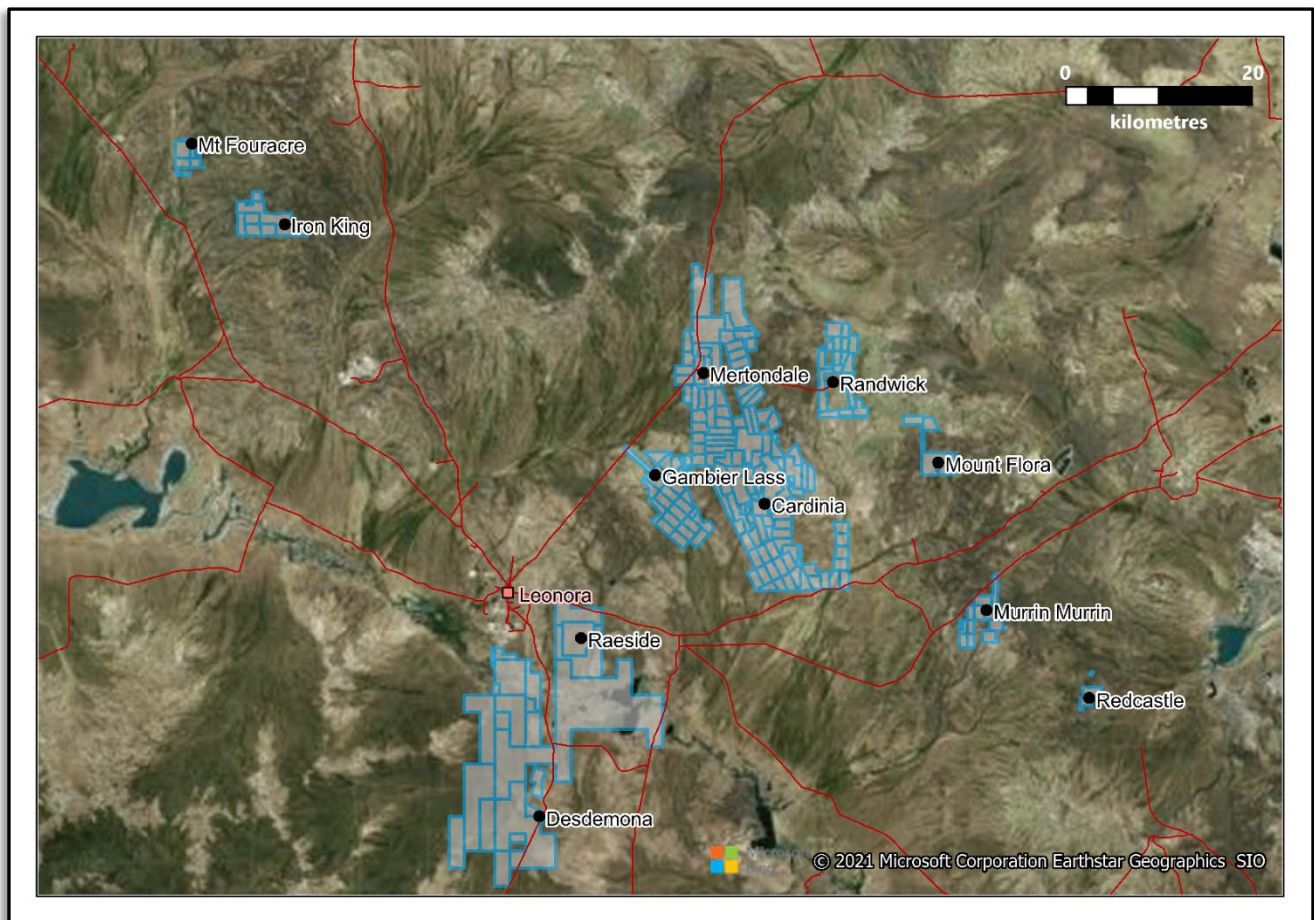 0 20
kilometres
Mt Fouracre
Iron King
Mertondale
Randwick
Mount Flora
Gambier Lass
Cardinia
Leonora
Murrin Murrin
Raeside
Redcastle
Desdemona
© 2021 Microsoft Corporation Earthstar Geographics SIO